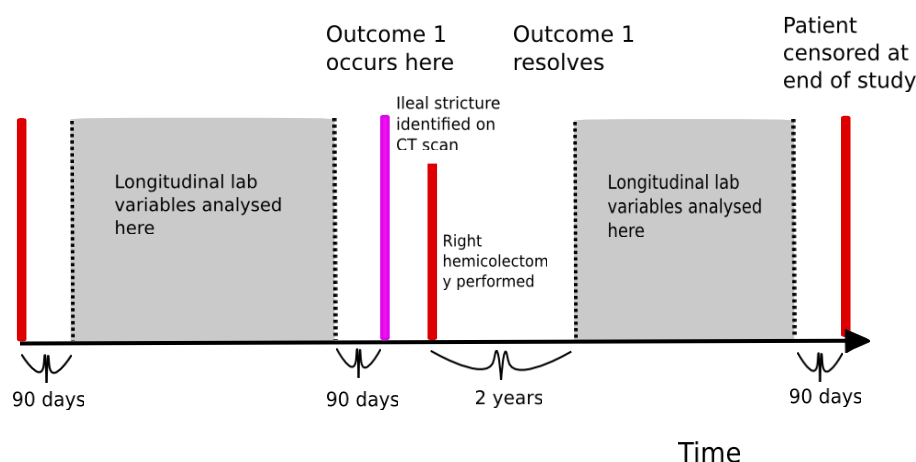 Outcome 1
occurs here
Outcome 1
resolves
Patient
censored at
end of study
Ileal stricture
identified on
CT scan
Longitudinal lab
variables analysed
here
Right
hemicolectom
y performed
Longitudinal lab
variables analysed
here
90 days
90 days
2 years
90 days
Time